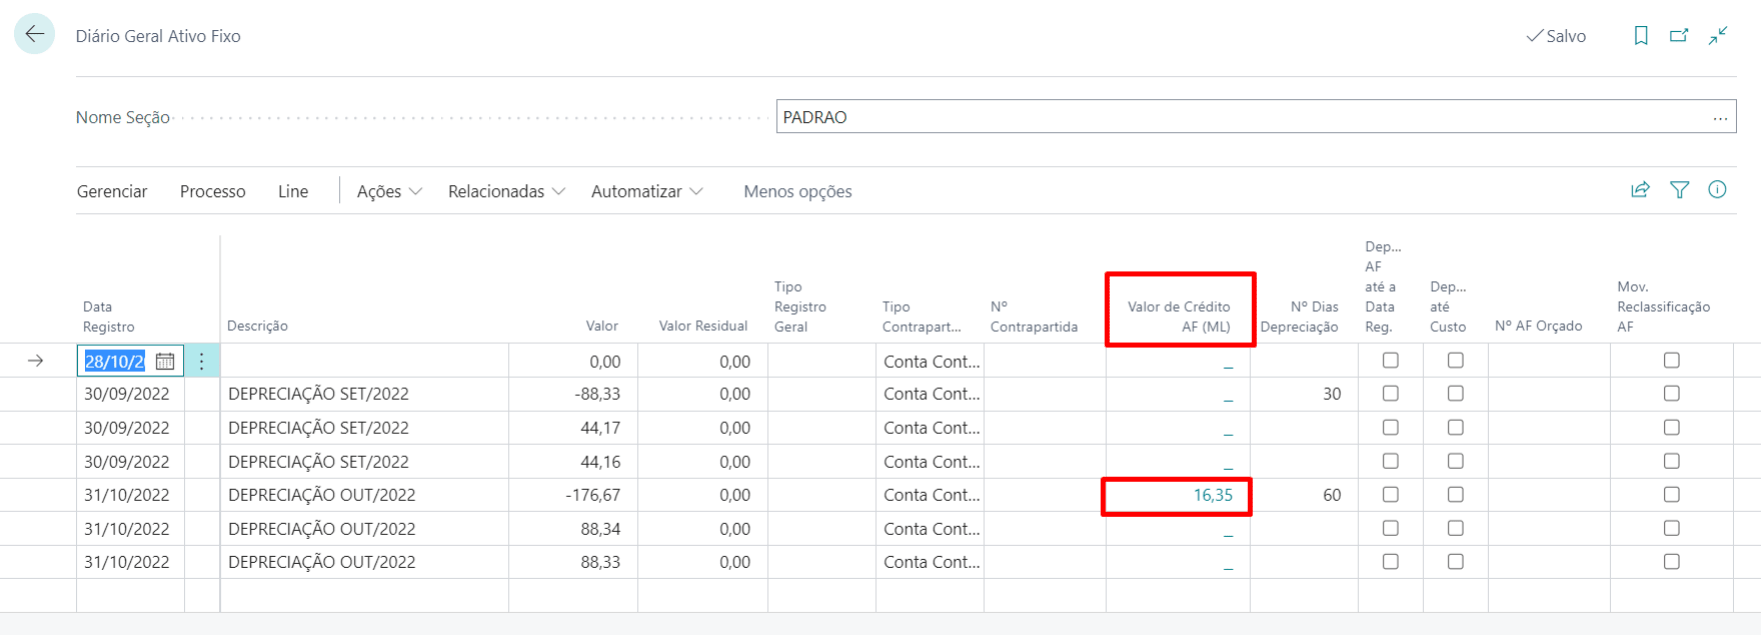 Diário Geral Ativo Fixo
Salvo
Nome Seção PADRAO ...
Gerenciar Processo Line Ações Relacionadas Automatizar Menos opções
Data Registro
Descrição
Valor
Valor Residual
Tipo Registro Geral
Tipo Contrapart...
Nº Contrapartida
Valor de Crédito AF (ML)
Nº Dias Depreciação
Dep... AF até a Data Reg.
Dep... até Custo
Nº AF Orçado
Mov. Reclassificação AF
28/10/2 0,00 0,00 Conta Cont... _
30/09/2022 DEPRECIAÇÃO SET/2022 -88,33 0,00 Conta Cont... _ 30
30/09/2022 DEPRECIAÇÃO SET/2022 44,17 0,00 Conta Cont... _
30/09/2022 DEPRECIAÇÃO SET/2022 44,16 0,00 Conta Cont... _
31/10/2022 DEPRECIAÇÃO OUT/2022 -176,67 0,00 Conta Cont... 16,35 60
31/10/2022 DEPRECIAÇÃO OUT/2022 88,34 0,00 Conta Cont... _
31/10/2022 DEPRECIAÇÃO OUT/2022 88,33 0,00 Conta Cont... _